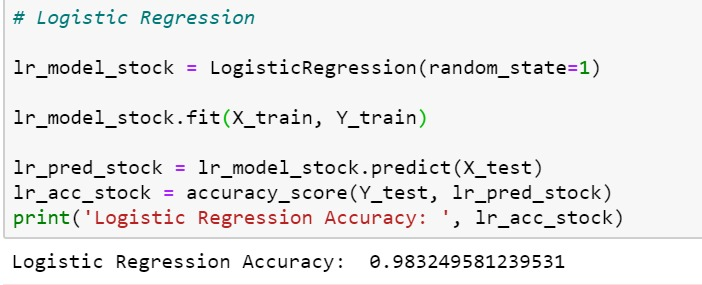 # Logistic Regression
lr_model_stock = LogisticRegression(random_state=1)
lr_model_stock.fit(X_train, Y_train)
lr_pred_stock = lr_model_stock.predict(X_test)
lr_acc_stock = accuracy_score(Y_test, lr_pred_stock)
print('Logistic Regression Accuracy: ', lr_acc_stock)
Logistic Regression Accuracy:  0.983249581239531